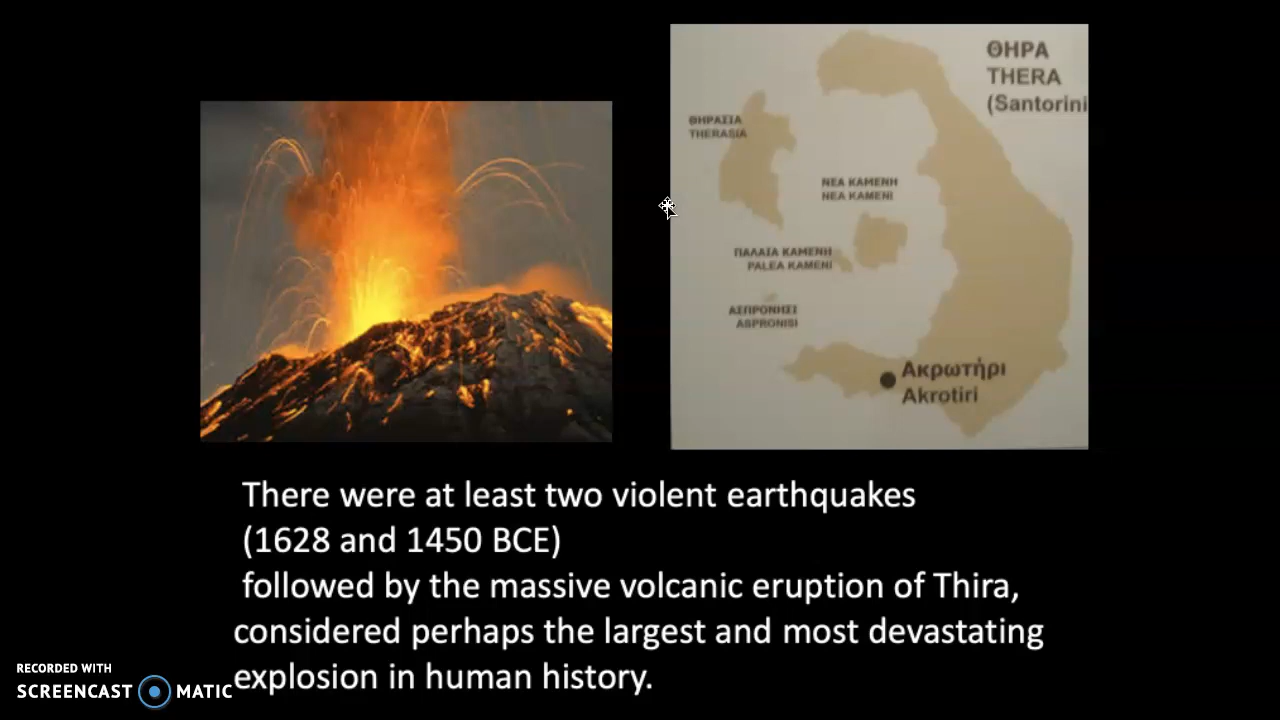 ΘΗΡΑ
THERA
(Santorini
ΘΗΡΑΣΙΑ
THERASIA
ΝΕΑ ΚΑΜΕΝΗ
NEA KAMENI
ΠΑΛΑΙΑ ΚΑΜΕΝΗ
PALEA KAMENI
ΑΣΠΡΟΝΗΣΙ
ASPRONISI
Ακρωτήρι
Akrotiri
There were at least two violent earthquakes
(1628 and 1450 BCE)
followed by the massive volcanic eruption of Thira,
considered perhaps the largest and most devastating
explosion in human history.
RECORDED WITH
SCREENCAST MATIC